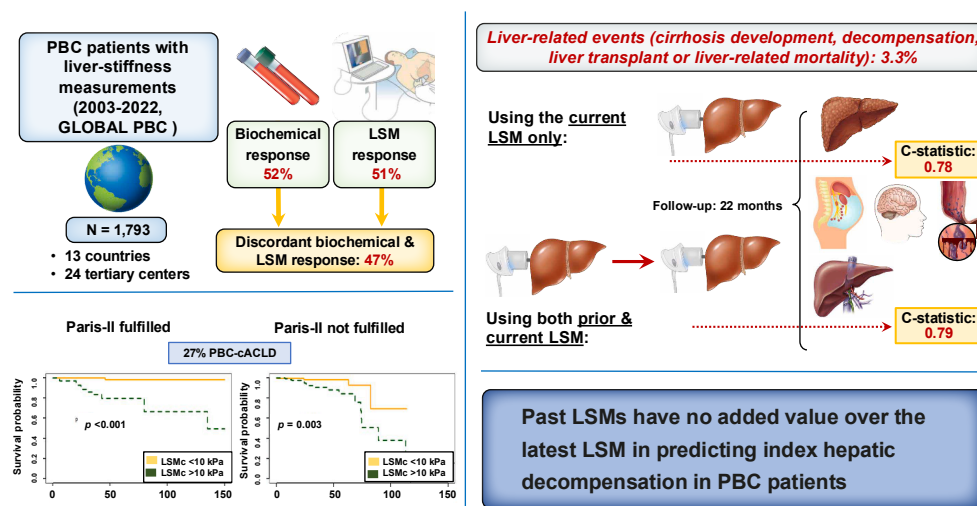 PBC patients with
liver-stiffness
measurements
(2003-2022,
GLOBAL PBC )
N = 1,793
• 13 countries
• 24 tertiary centers
Biochemical
response
52%
LSM
response
51%
Discordant biochemical &
LSM response: 47%
Paris-II fulfilled
Paris-II not fulfilled
27% PBC-cACLD
Survival probability
1.0
0.8
0.6
0.4
0.2
0.0
p <0.001
LSMc <10 kPa
LSMc >10 kPa
0
50
100
150
Survival probability
1.0
0.8
0.6
0.4
0.2
0.0
p = 0.003
LSMc <10 kPa
LSMc >10 kPa
0
50
100
150
Liver-related events (cirrhosis development, decompensation,
liver transplant or liver-related mortality): 3.3%
Using the current
LSM only:
C-statistic:
0.78
Follow-up: 22 months
Using both prior &
current LSM:
C-statistic:
0.79
Past LSMs have no added value over the
latest LSM in predicting index hepatic
decompensation in PBC patients